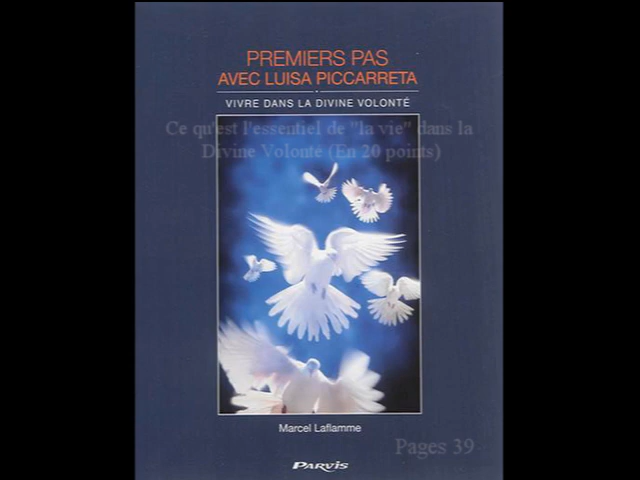 PREMIERS PAS
AVEC LUISA PICCARRETA
VIVRE DANS LA DIVINE VOLONTÉ
Ce qu'est l'essentiel de "la vie" dans la
Divine Volonté (En 20 points)
Marcel Laflamme
Pages 39
PARVIS